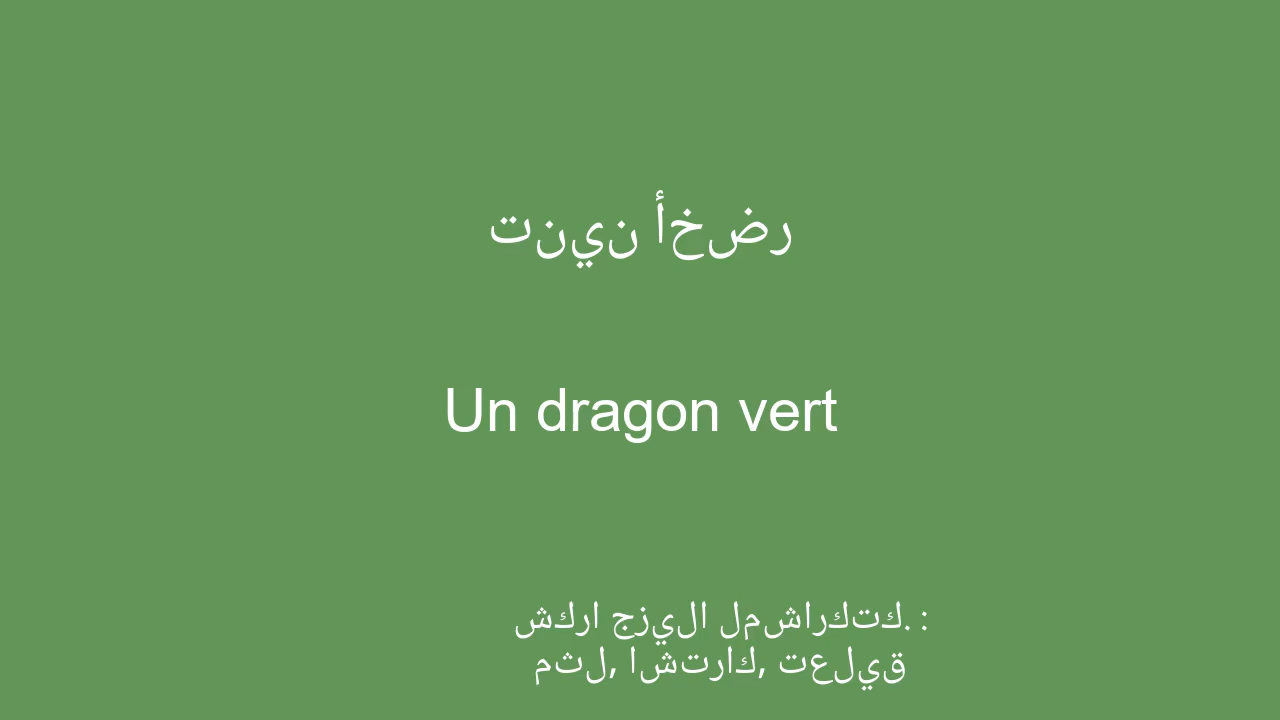 تنين أخضر
Un dragon vert
شكرا جزيلا لمشاركتك. :
مثل, اشتراك, تعليق